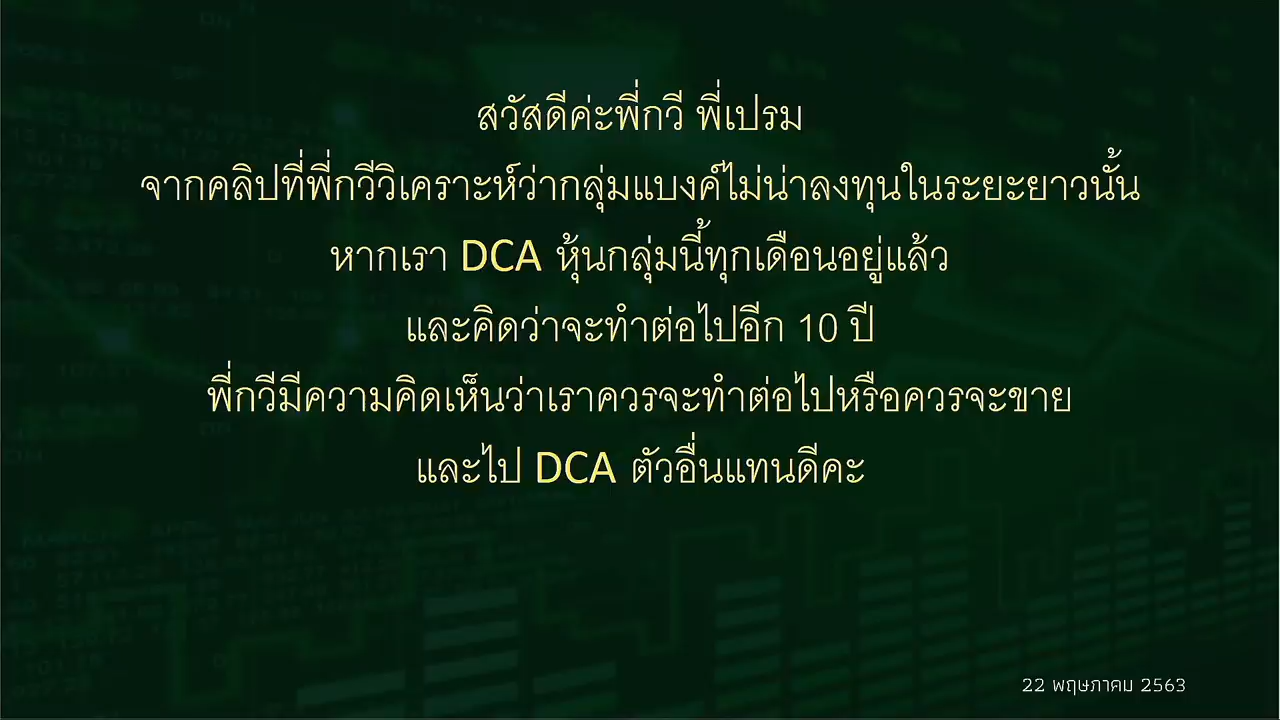 สวัสดีค่ะพี่กวี พี่เปรม
จากคลิปที่พี่กวีวิเคราะห์ว่ากลุ่มแบงค์ไม่น่าลงทุนในระยะยาวนั้น
หากเรา DCA หุ้นกลุ่มนี้ทุกเดือนอยู่แล้ว
และคิดว่าจะทำต่อไปอีก 10 ปี
พี่กวีมีความคิดเห็นว่าเราควรจะทำต่อไปหรือควรจะขาย
และไป DCA ตัวอื่นแทนดีคะ
22 พฤษภาคม 2563